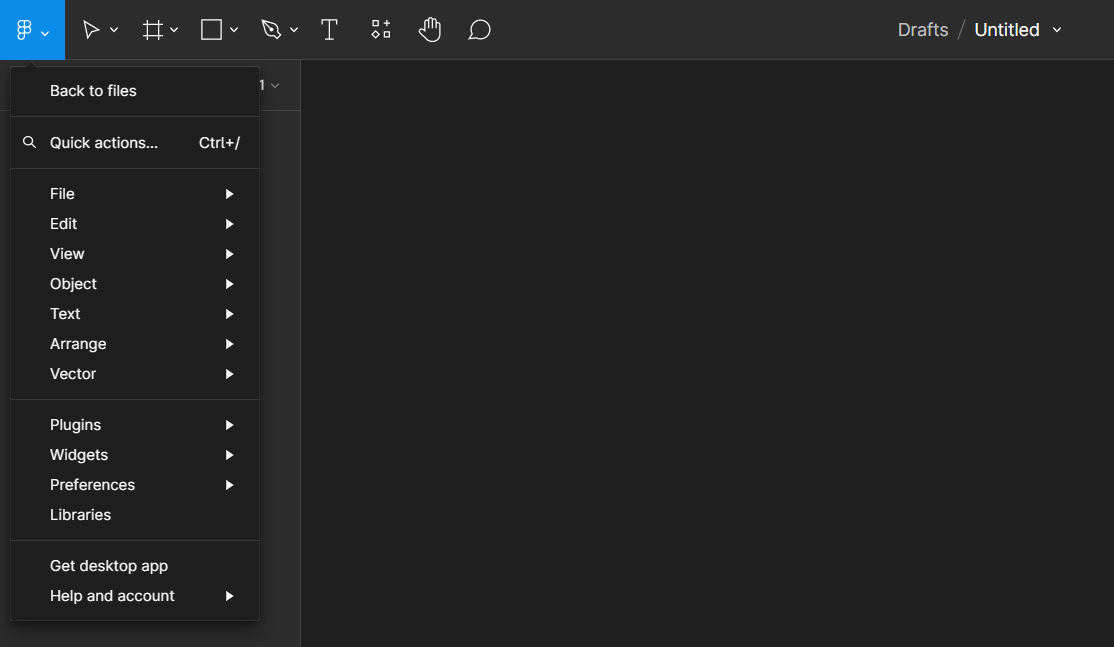 Drafts / Untitled
1
Back to files
Quick actions... Ctrl+/
File
Edit
View
Object
Text
Arrange
Vector
Plugins
Widgets
Preferences
Libraries
Get desktop app
Help and account